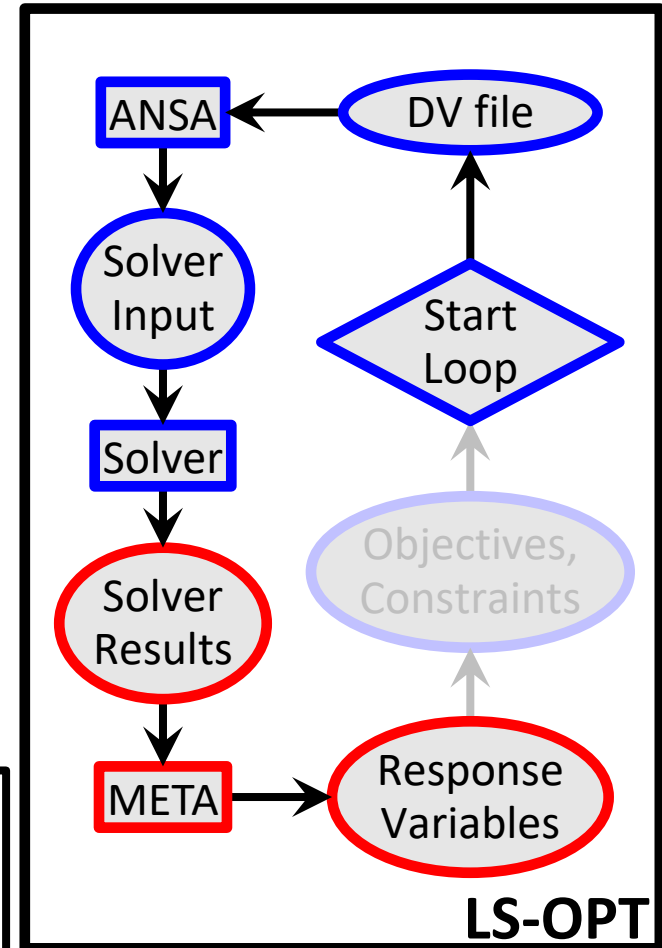 ANSA
DV file
Solver
Input
Start
Loop
Solver
Objectives,
Constraints
Solver
Results
META
Response
Variables
LS-OPT